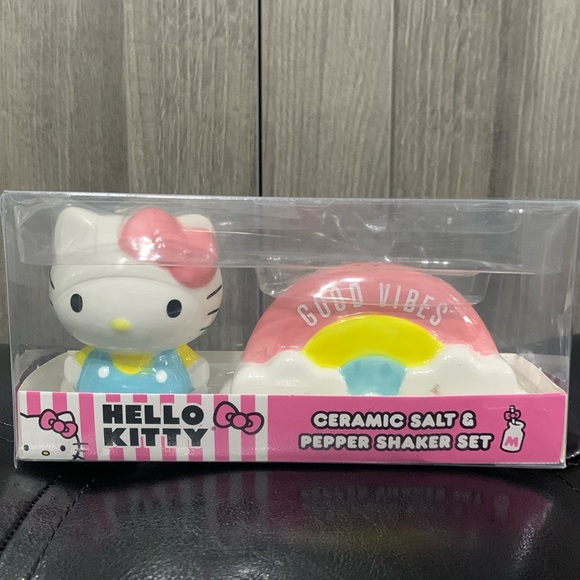 GOOD VIBES
HELLO
KITTY
CERAMIC SALT &
PEPPER SHAKER SET
M